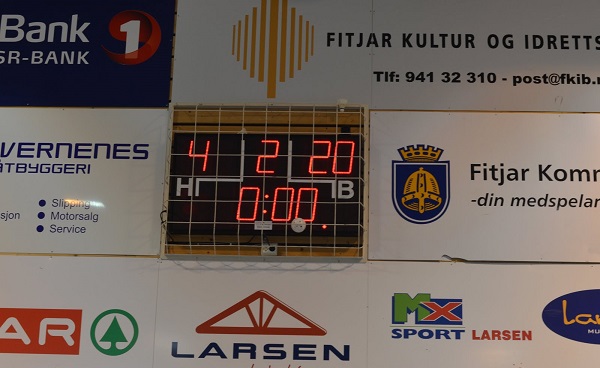 Bank 1
SR-BANK
FITJAR KULTUR OG IDRETTS
Tlf: 941 32 310 - post@fkib.n
VERNENES
ÅTBYGGERI
Slipping
sjon • Motorsalg
• Service
4 2 20
H B
0:00
Fitjar Komm
-din medspelar
AR
LARSEN
MX
SPORT LARSEN